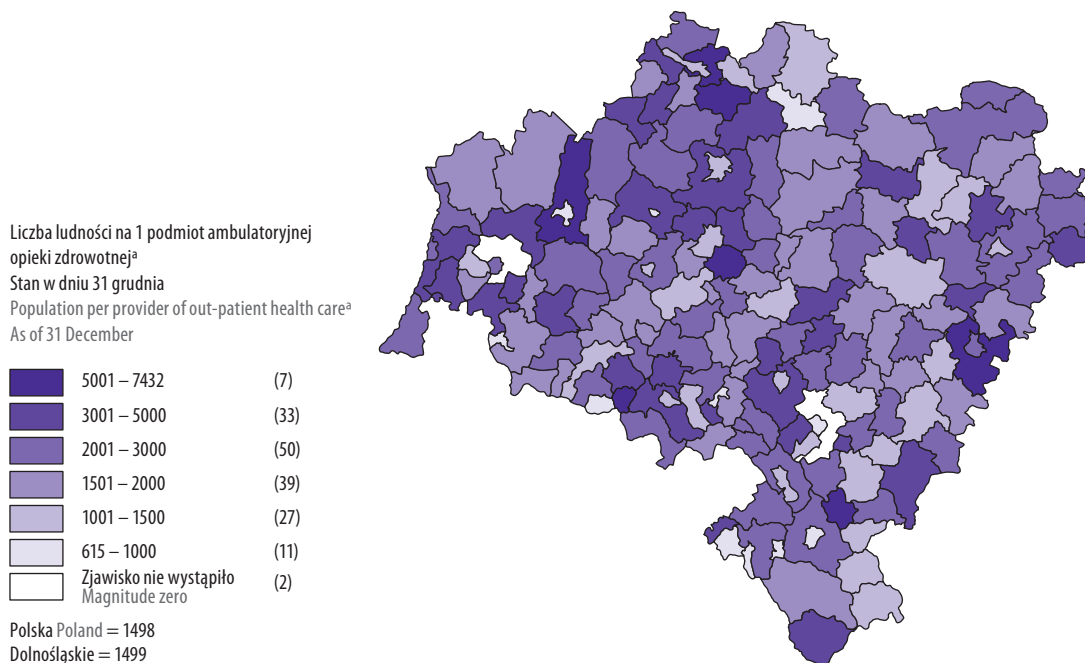 Liczba ludności na 1 podmiot ambulatoryjnej
opieki zdrowotnejᵃ
Stan w dniu 31 grudnia
Population per provider of out-patient health careᵃ
As of 31 December
5001 – 7432 (7)
3001 – 5000 (33)
2001 – 3000 (50)
1501 – 2000 (39)
1001 – 1500 (27)
615 – 1000 (11)
Zjawisko nie wystąpiło (2)
Magnitude zero
Polska Poland = 1498
Dolnośląskie = 1499